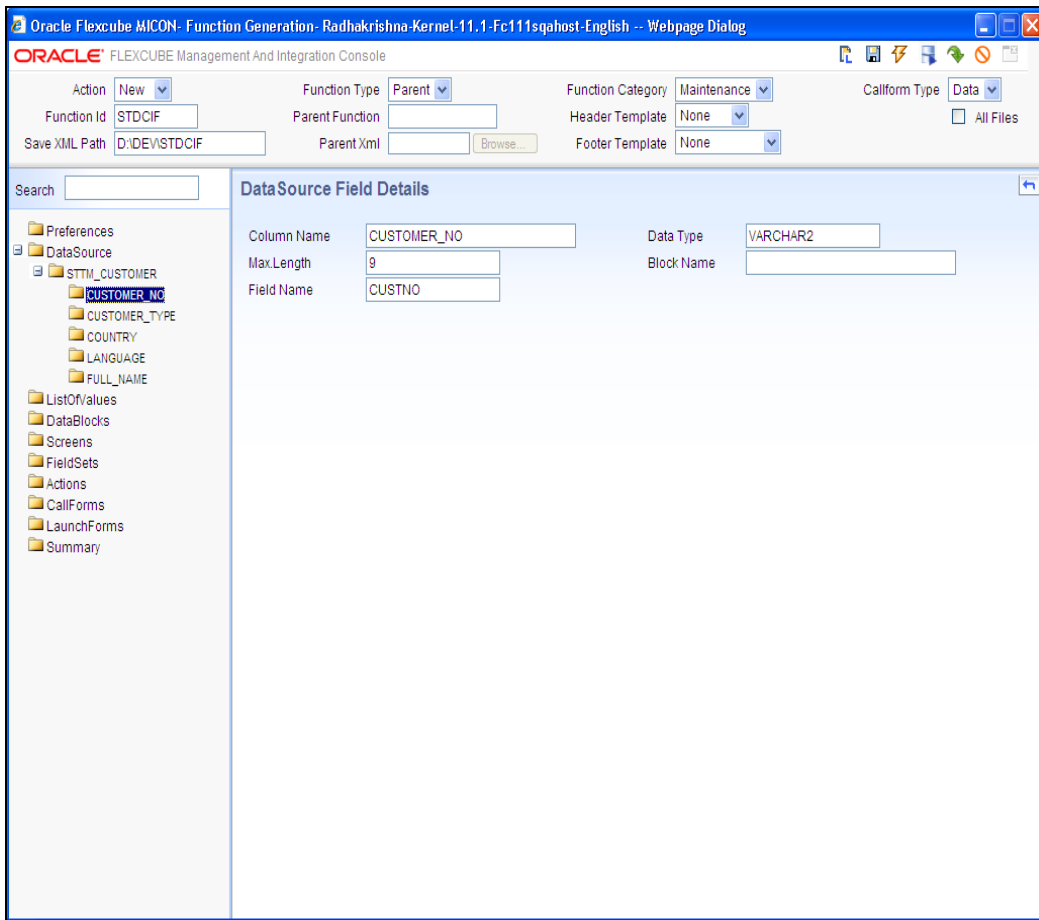 Oracle Flexcube MICON- Function Generation- Radhakrishna-Kernel-11.1-Fc111sqahost-English -- Webpage Dialog
ORACLE FLEXCUBE Management And Integration Console
Action New Function Type Parent Function Category Maintenance Callform Type Data
Function Id STDCIF Parent Function Header Template None All Files
Save XML Path D:\DEV\STDCIF Parent Xml Browse... Footer Template None
Search
DataSource Field Details
Preferences
DataSource
STTM_CUSTOMER
CUSTOMER_NO
CUSTOMER_TYPE
COUNTRY
LANGUAGE
FULL_NAME
ListOfValues
DataBlocks
Screens
FieldSets
Actions
CallForms
LaunchForms
Summary
Column Name CUSTOMER_NO Data Type VARCHAR2
Max.Length 9 Block Name
Field Name CUSTNO